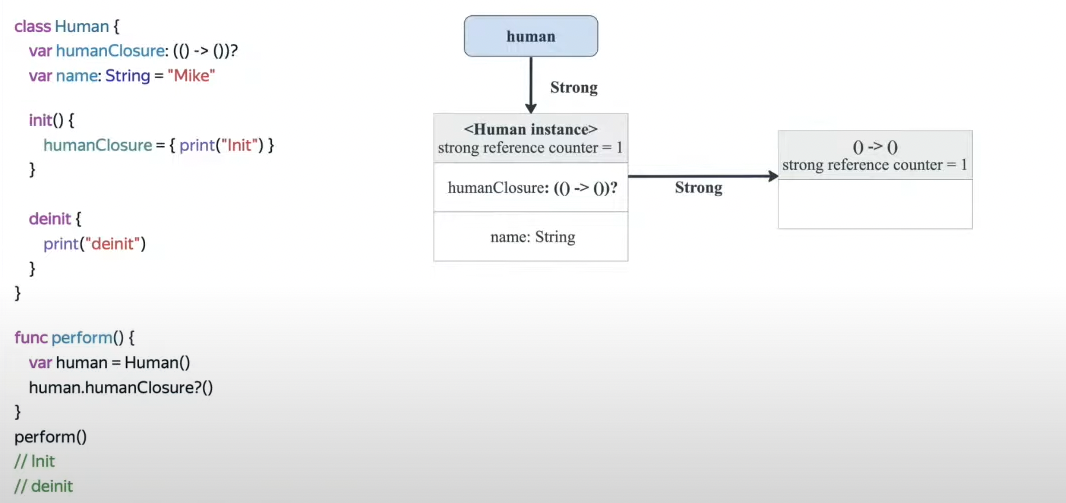 class Human {
var humanClosure: (() -> ())?
var name: String = "Mike"
init() {
humanClosure = { print("Init") }
}
deinit {
print("deinit")
}
}
func perform() {
var human = Human()
human.humanClosure?()
}
perform()
// Init
// deinit
human
Strong
<Human instance>
strong reference counter = 1
humanClosure: (() -> ())?
name: String
Strong
() -> ()
strong reference counter = 1